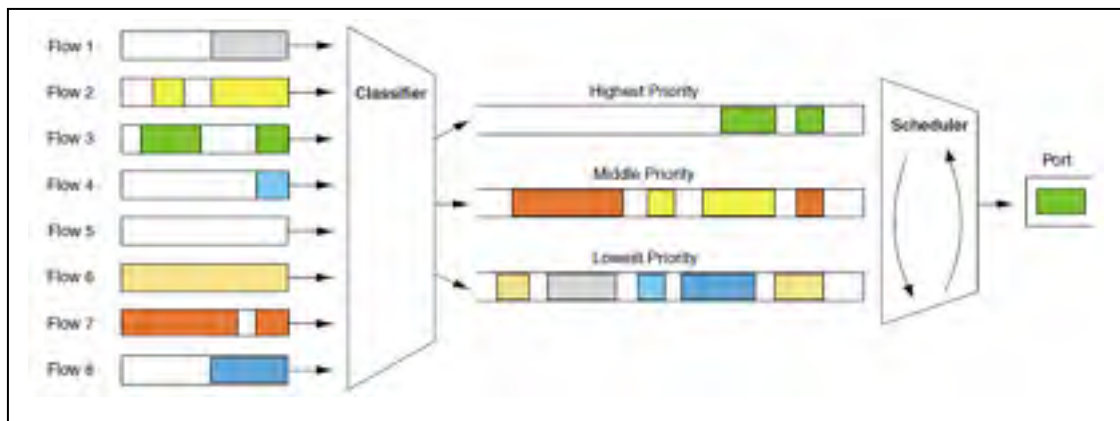 Flow 1
Flow 2
Flow 3
Flow 4
Flow 5
Flow 6
Flow 7
Flow 8
Classifier
Highest Priority
Middle Priority
Lowest Priority
Scheduler
Port